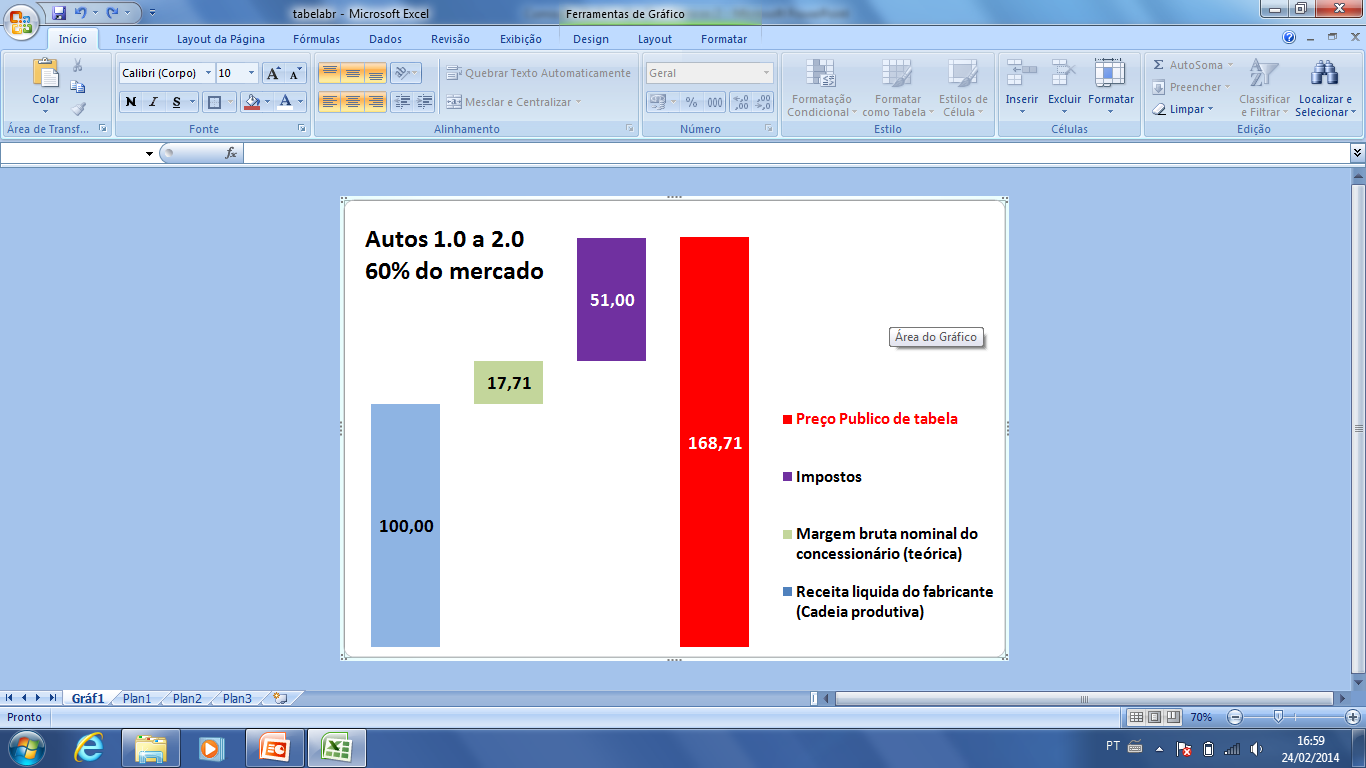 tabelabr - Microsoft Excel
Ferramentas de Gráfico
Início Inserir Layout da Página Fórmulas Dados Revisão Exibição Design Layout Formatar
Colar
Área de Transf...
Calibri (Corpo) 10
N I S
Fonte
Quebrar Texto Automaticamente
Mesclar e Centralizar
Alinhamento
Geral
% 000
Número
Formatação Condicional
Formatar como Tabela
Estilos de Célula
Estilo
Inserir Excluir Formatar
Células
AutoSoma
Preencher
Limpar
Classificar e Filtrar
Localizar e Selecionar
Edição
fx
Autos 1.0 a 2.0
60% do mercado
51,00
Área do Gráfico
17,71
168,71
100,00
Preço Publico de tabela
Impostos
Margem bruta nominal do
concessionário (teórica)
Receita liquida do fabricante
(Cadeia produtiva)
Gráf1 Plan1 Plan2 Plan3
Pronto
70%
PT
16:59
24/02/2014